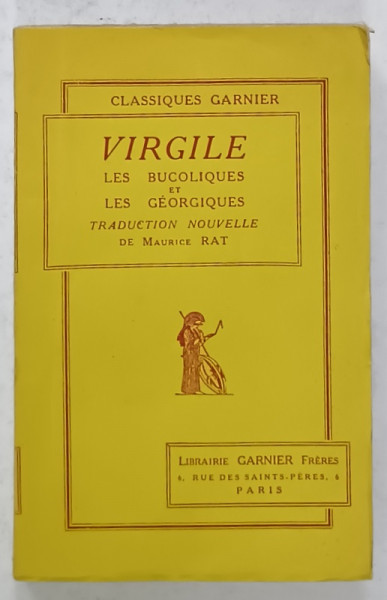 CLASSIQUES GARNIER
VIRGILE
LES BUCOLIQUES
ET
LES GÉORGIQUES
TRADUCTION NOUVELLE
DE MAURICE RAT
LIBRAIRIE GARNIER FRÈRES
6, RUE DES SAINTS-PÈRES, 6
PARIS